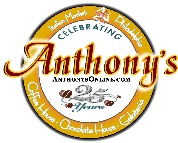 Italian Market Philadelphia
CELEBRATING
Anthony's
ANTHONYSONLINE.COM
25
Years
Coffee House - Chocolate House - Gelateria